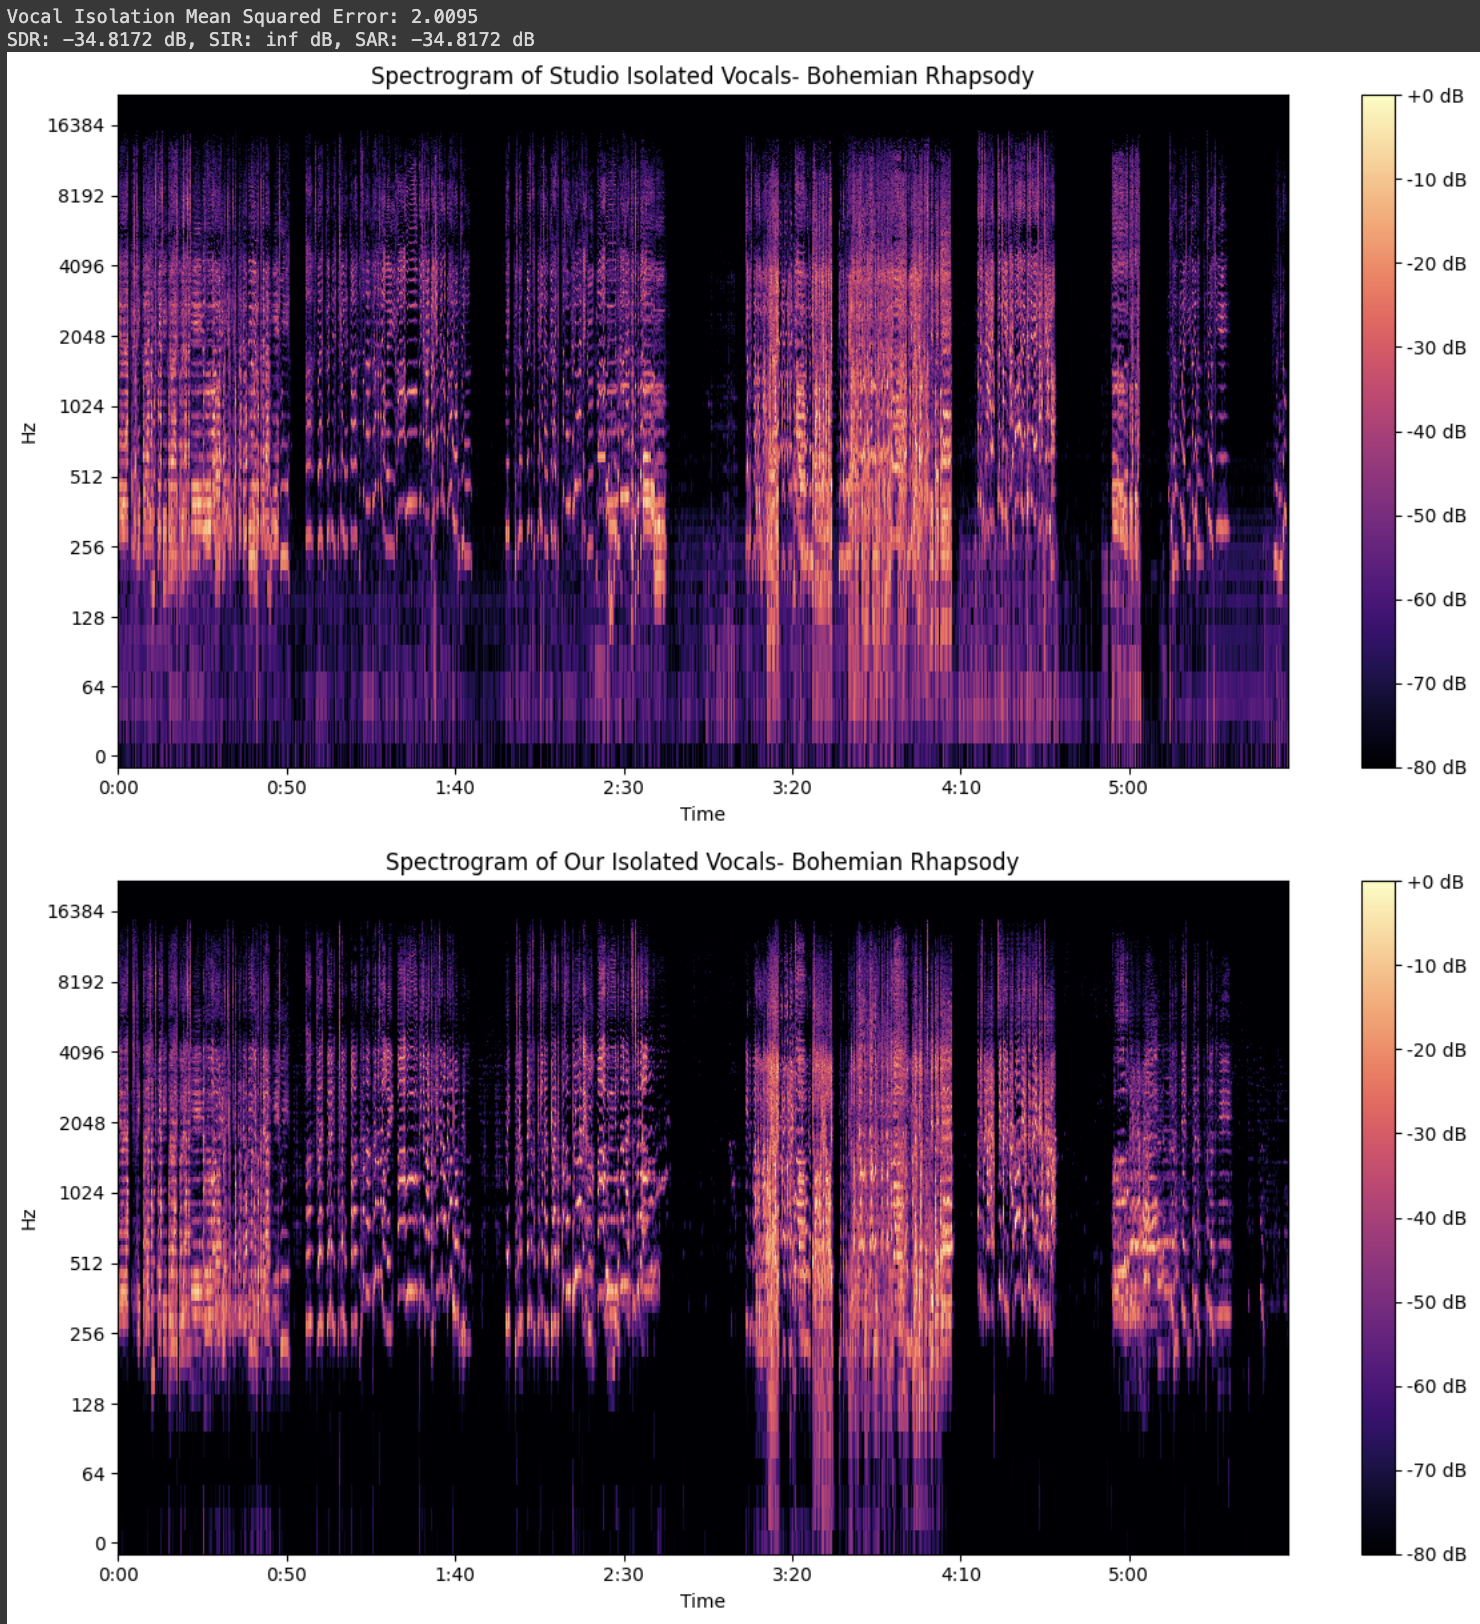 Vocal Isolation Mean Squared Error: 2.0095
SDR: −34.8172 dB, SIR: inf dB, SAR: −34.8172 dB
Spectrogram of Studio Isolated Vocals- Bohemian Rhapsody
16384
8192
4096
2048
1024
512
256
128
64
0
Hz
0:00
0:50
1:40
2:30
3:20
4:10
5:00
Time
+0 dB
-10 dB
-20 dB
-30 dB
-40 dB
-50 dB
-60 dB
-70 dB
-80 dB
Spectrogram of Our Isolated Vocals- Bohemian Rhapsody
16384
8192
4096
2048
1024
512
256
128
64
0
Hz
0:00
0:50
1:40
2:30
3:20
4:10
5:00
Time
+0 dB
-10 dB
-20 dB
-30 dB
-40 dB
-50 dB
-60 dB
-70 dB
-80 dB